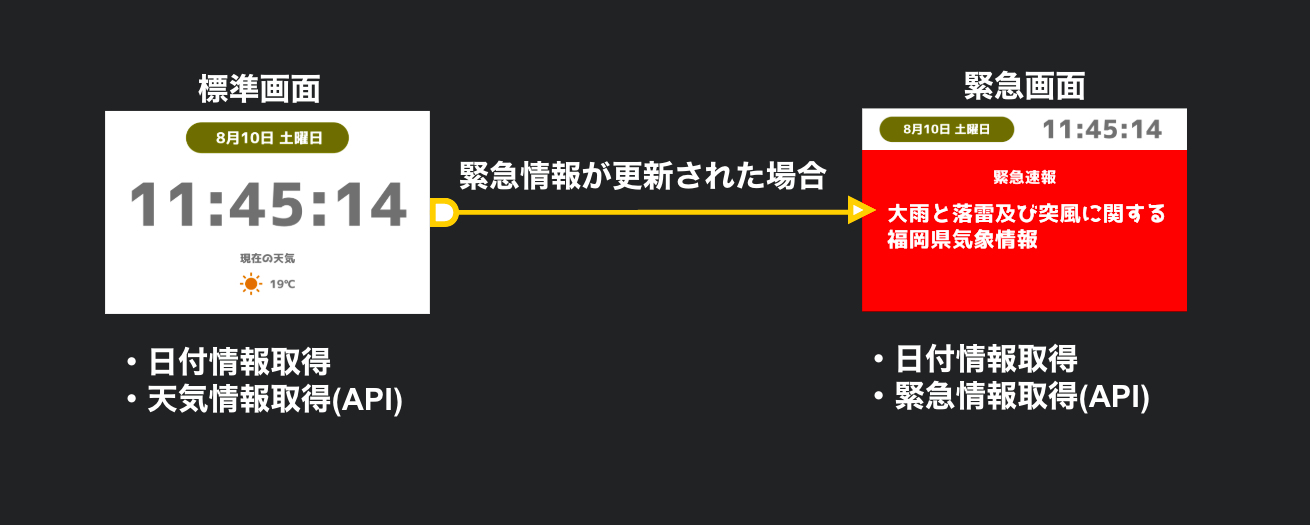 標準画面
8月10日 土曜日
11:45:14
現在の天気
19℃
・日付情報取得
・天気情報取得(API)
緊急情報が更新された場合
緊急画面
8月10日 土曜日
11:45:14
緊急速報
大雨と落雷及び突風に関する
福岡県気象情報
・日付情報取得
・緊急情報取得(API)